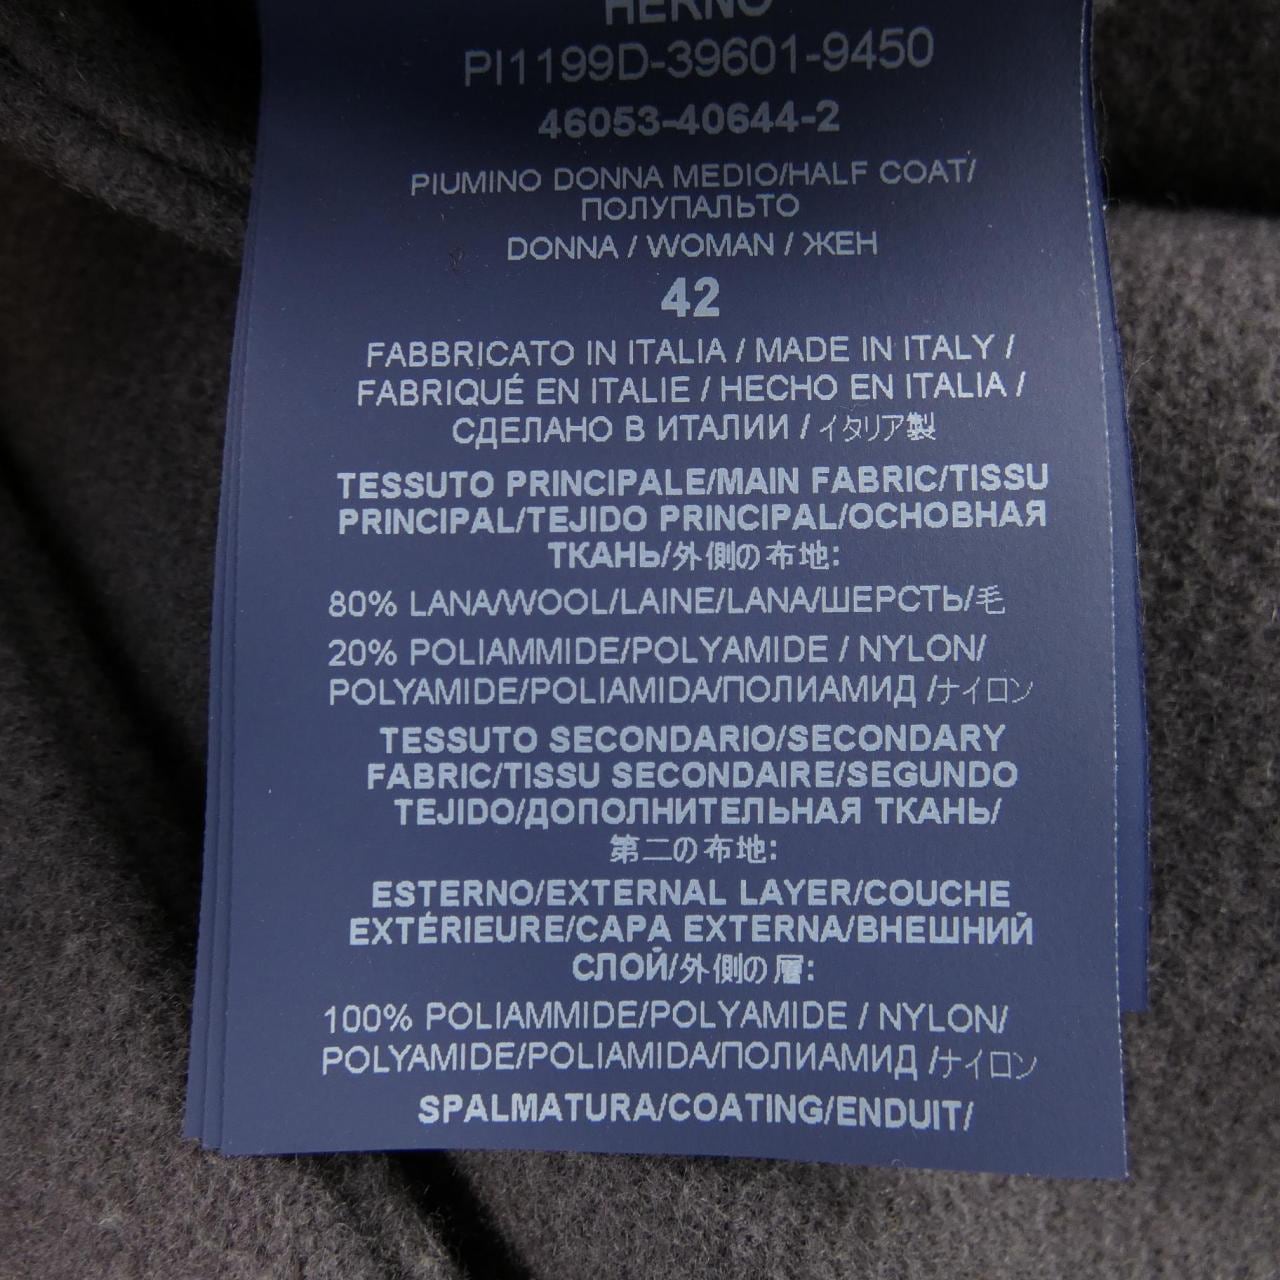 HERNO
PI1199D-39601-9450
46053-40644-2
PIUMINO DONNA MEDIO/HALF COAT/
ПОЛУПАЛЬТО
DONNA / WOMAN / ЖЕН
42
FABBRICATO IN ITALIA / MADE IN ITALY /
FABRIQUÉ EN ITALIE / HECHO EN ITALIA /
СДЕЛАНО В ИТАЛИИ / イタリア製
TESSUTO PRINCIPALE/MAIN FABRIC/TISSU
PRINCIPAL/TEJIDO PRINCIPAL/ОСНОВНАЯ
ТКАНЬ/外側の布地:
80% LANA/WOOL/LAINE/LANA/ШЕРСТЬ/毛
20% POLIAMMIDE/POLYAMIDE / NYLON/
POLYAMIDE/POLIAMIDA/ПОЛИАМИД /ナイロン
TESSUTO SECONDARIO/SECONDARY
FABRIC/TISSU SECONDAIRE/SEGUNDO
TEJIDO/ДОПОЛНИТЕЛЬНАЯ ТКАНЬ/
第二の布地:
ESTERNO/EXTERNAL LAYER/COUCHE
EXTÉRIEURE/CAPA EXTERNA/ВНЕШНИЙ
СЛОЙ/外側の層:
100% POLIAMMIDE/POLYAMIDE / NYLON/
POLYAMIDE/POLIAMIDA/ПОЛИАМИД /ナイロン
SPALMATURA/COATING/ENDUIT/